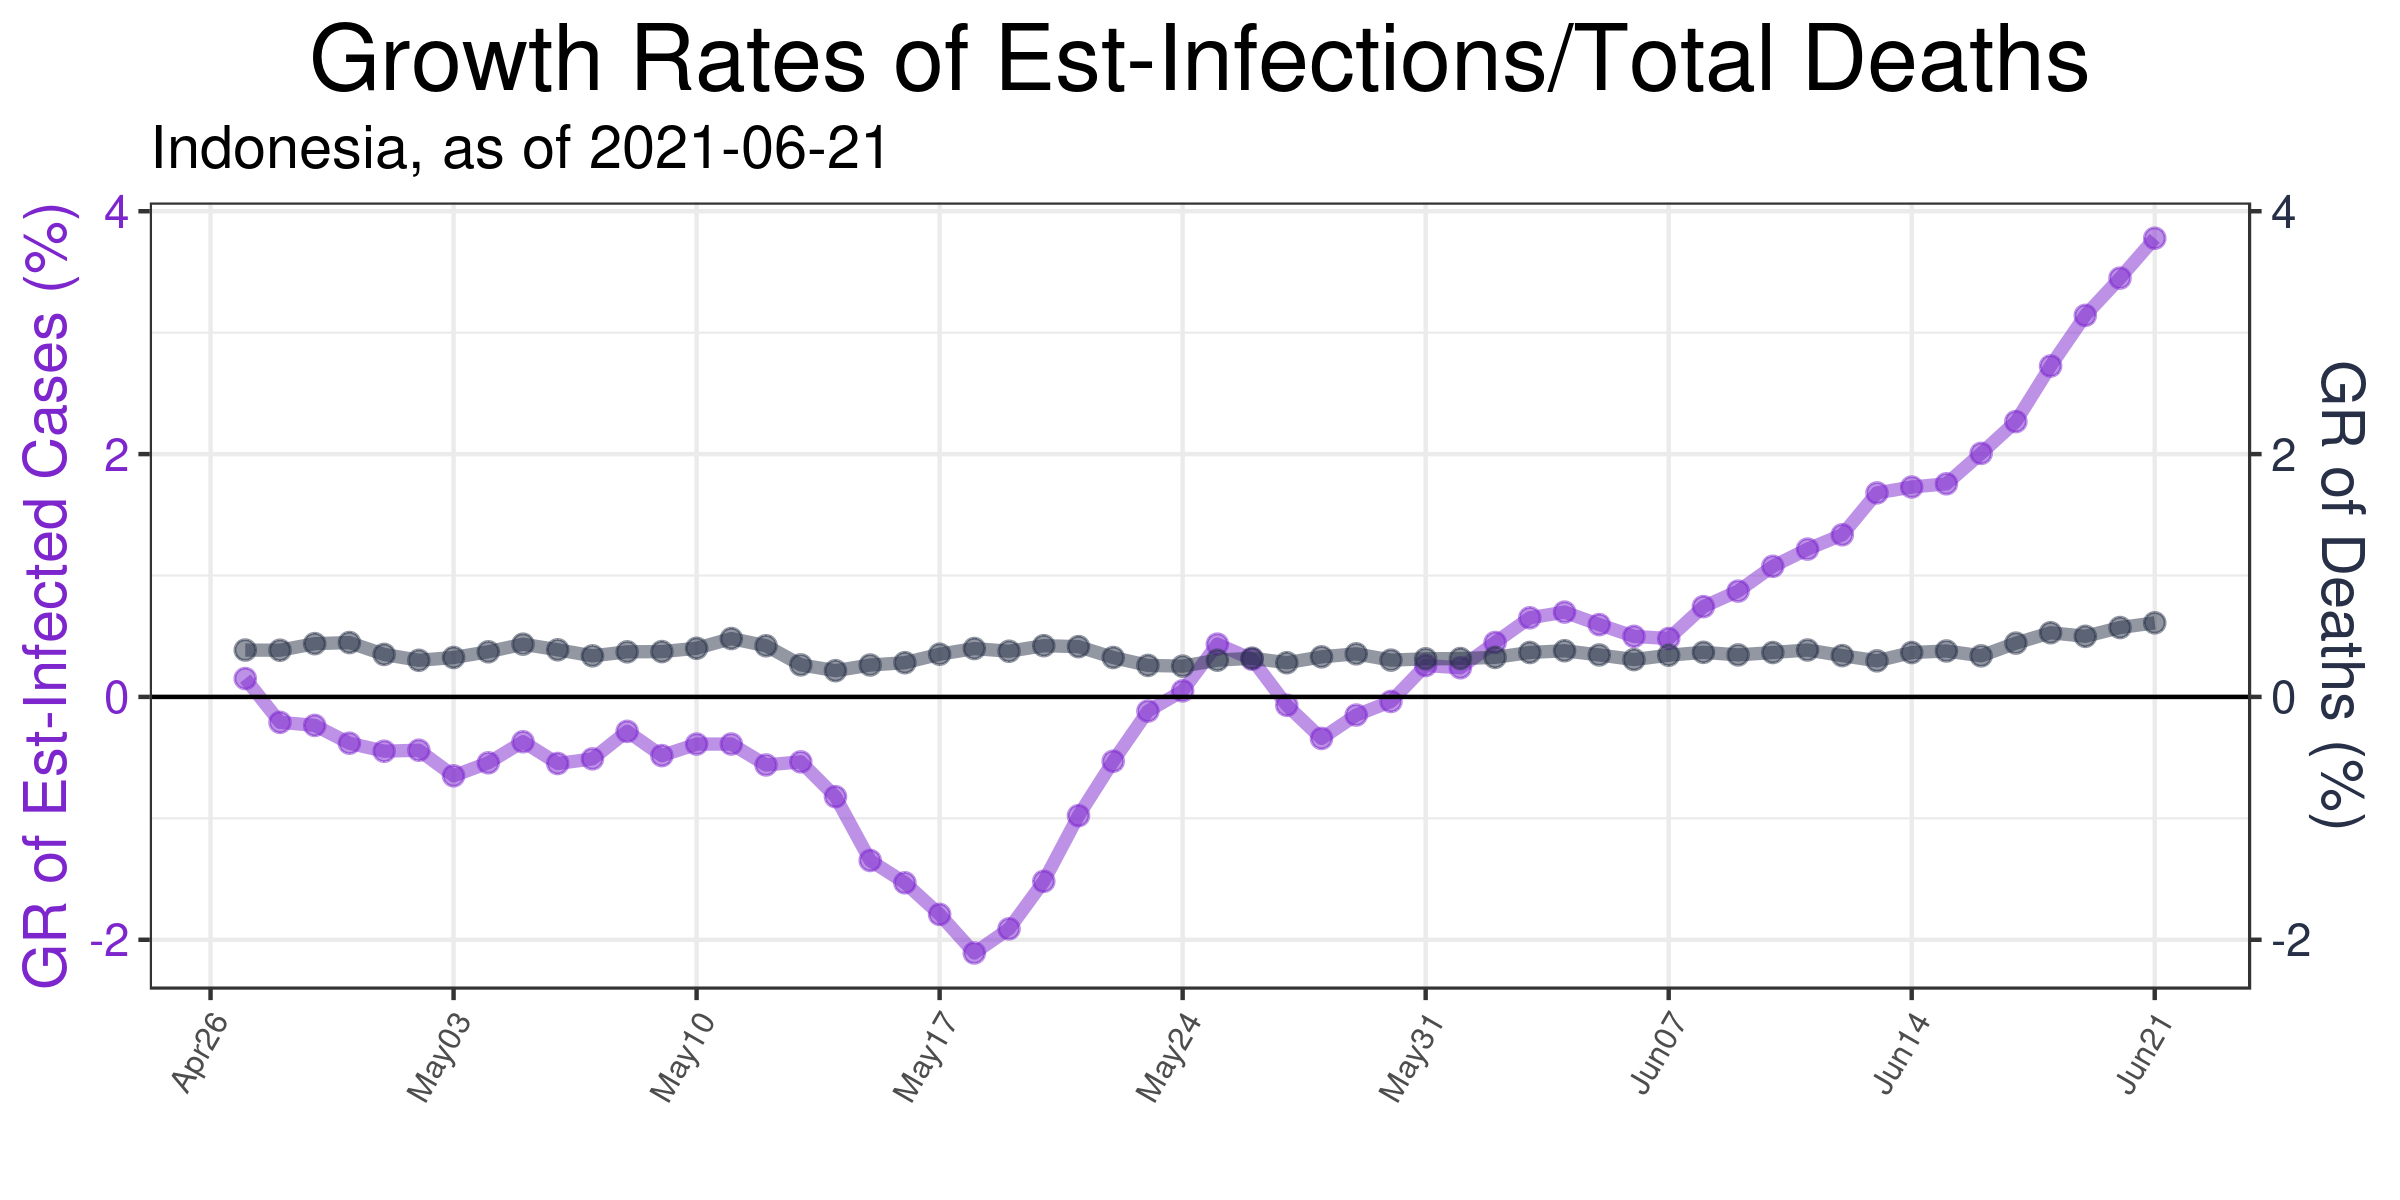 Growth Rates of Est-Infections/Total Deaths
Indonesia, as of 2021-06-21
GR of Est-Infected Cases (%)
4
2
0
-2
4
2
0
-2
GR of Deaths (%)
Apr26
May03
May10
May17
May24
May31
Jun07
Jun14
Jun21